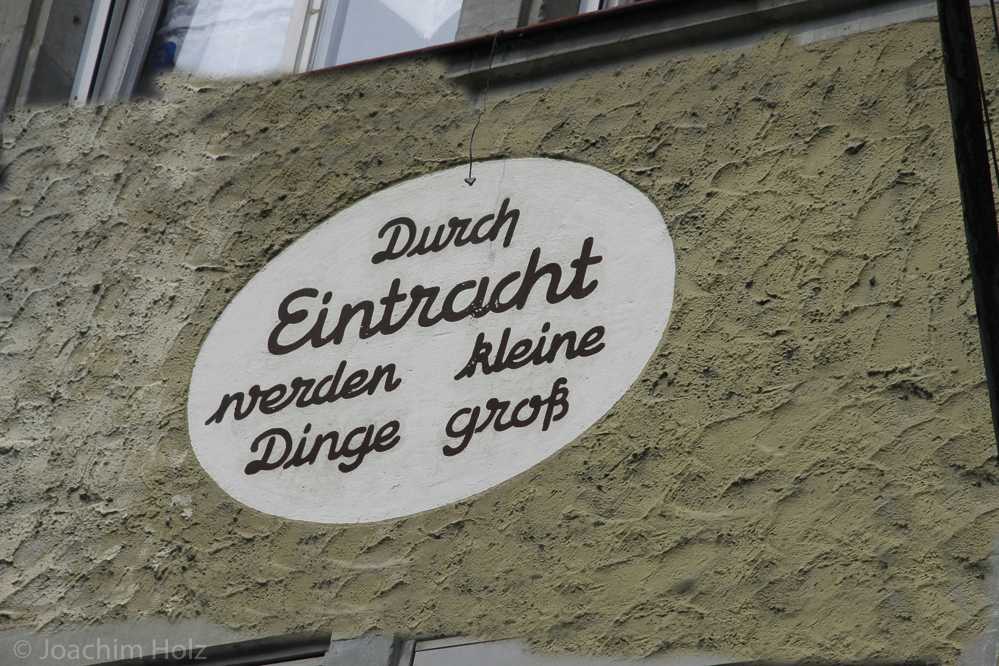 Durch
Eintracht
werden kleine
Dinge groß
© Joachim Holz